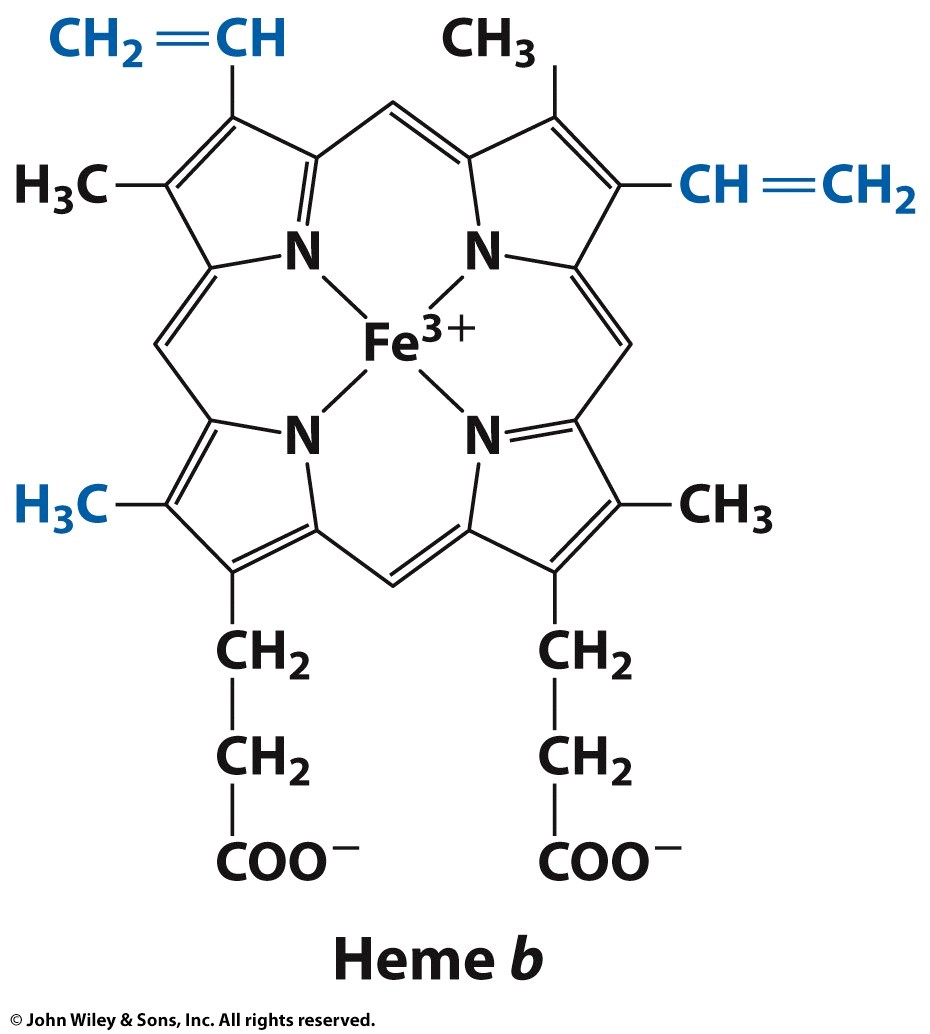 CH₂=CH CH₃
H₃C CH=CH₂
N N
Fe³⁺
N N
H₃C CH₃
CH₂ CH₂
CH₂ CH₂
COO⁻ COO⁻
Heme b
© John Wiley & Sons, Inc. All rights reserved.